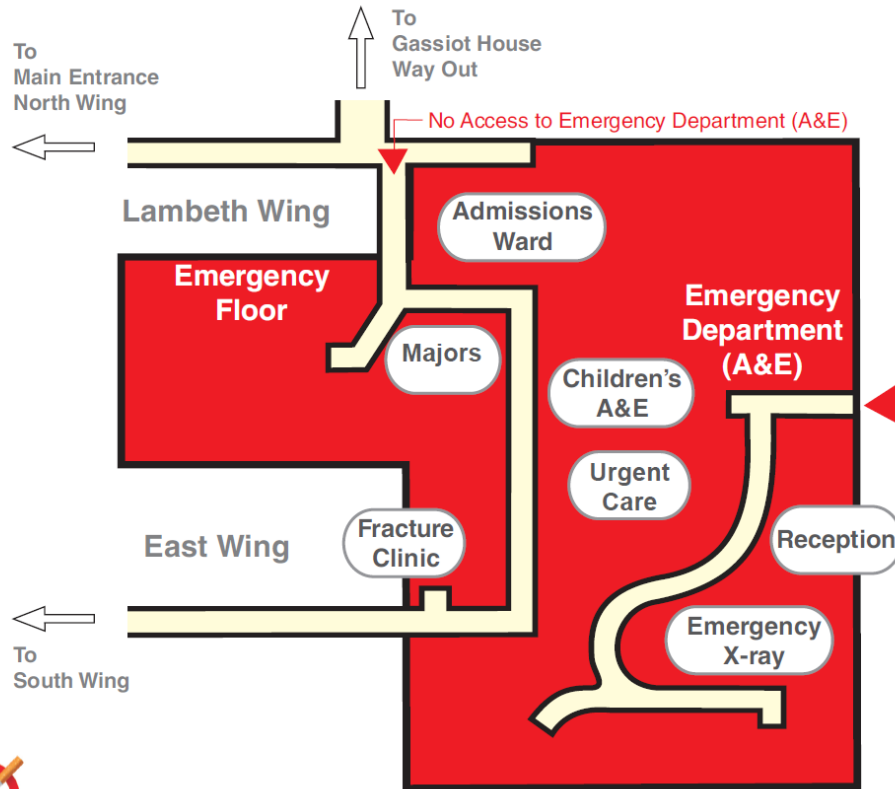 To
Main Entrance
North Wing
To
Gassiot House
Way Out
No Access to Emergency Department (A&E)
Lambeth Wing
Admissions
Ward
Emergency
Floor
Emergency
Department
(A&E)
Majors
Children's
A&E
Urgent
Care
Fracture
Clinic
East Wing
Reception
Emergency
X-ray
To
South Wing